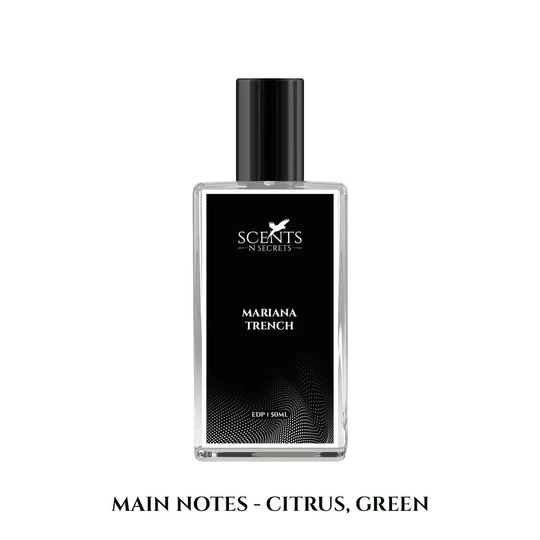 SCENTS
N SECRETS
MARIANA
TRENCH
EDP | 50ML
MAIN NOTES - CITRUS, GREEN